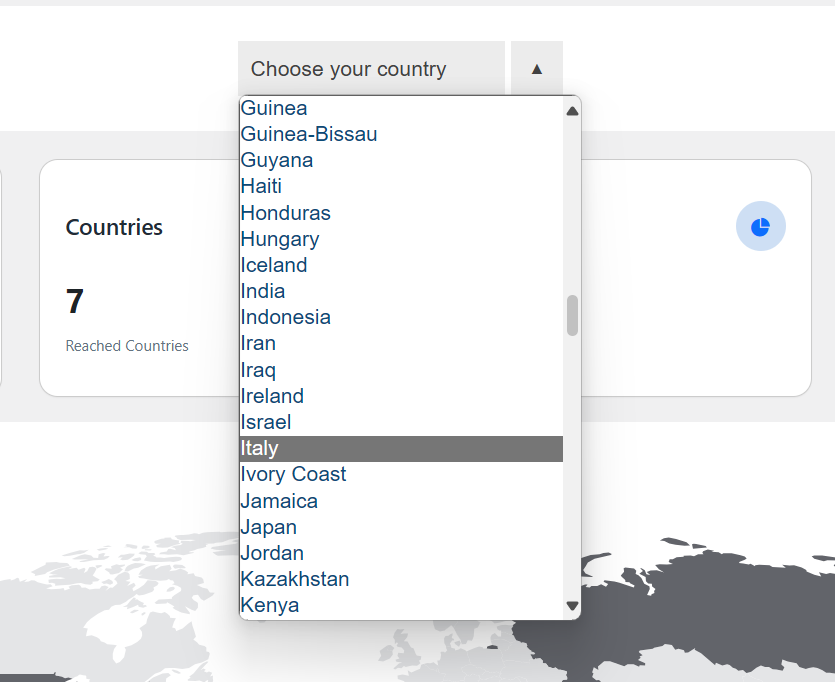 Choose your country
▲
Guinea
Guinea-Bissau
Guyana
Haiti
Honduras
Hungary
Iceland
India
Indonesia
Iran
Iraq
Ireland
Israel
Italy
Ivory Coast
Jamaica
Japan
Jordan
Kazakhstan
Kenya
Countries
7
Reached Countries